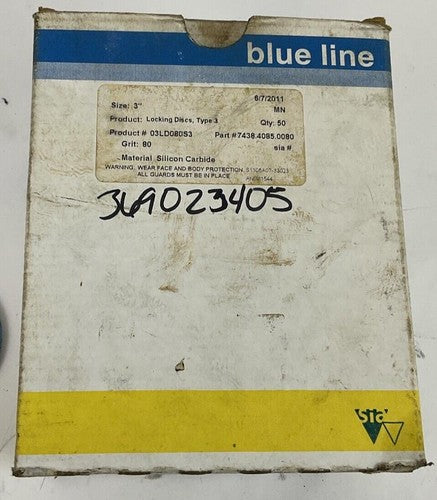 blue line
6/7/2011
Size: 3" MN
Product: Locking Discs, Type 3 Qty: 50
Product # 03LD080S3 Part #7438.4085.0080
Grit: 80 sia #
Material Silicon Carbide
WARNING, WEAR FACE AND BODY PROTECTION,
ALL GUARDS MUST BE IN PLACE
369023405
sia